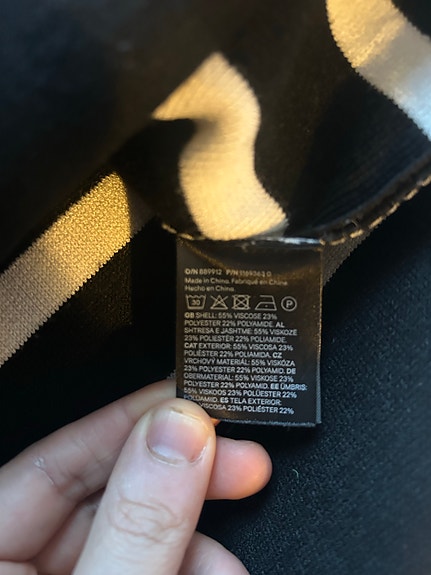 O/N 889912 P/N 1169363 G
Made in China. Fabriqué en Chine.
Hecho en China.
30 P
GB SHELL: 55% VISCOSE 23%
POLYESTER 22% POLYAMIDE. AL
SHTRESA E JASHTME: 55% VISKOZË
23% POLIESTËR 22% POLIAMIDE.
CAT EXTERIOR: 55% VISCOSA 23%
POLIÈSTER 22% POLIAMIDA. CZ
VRCHOVÝ MATERIÁL: 55% VISKÓZA
23% POLYESTER 22% POLYAMID. DE
OBERMATERIAL: 55% VISKOSE 23%
POLYESTER 22% POLYAMID. EE ÜMBRIS:
55% VISKOOS 23% POLÜESTER 22%
POLÜAMIID. ES TELA EXTERIOR:
VISCOSA 23% POLIÉSTER 22%